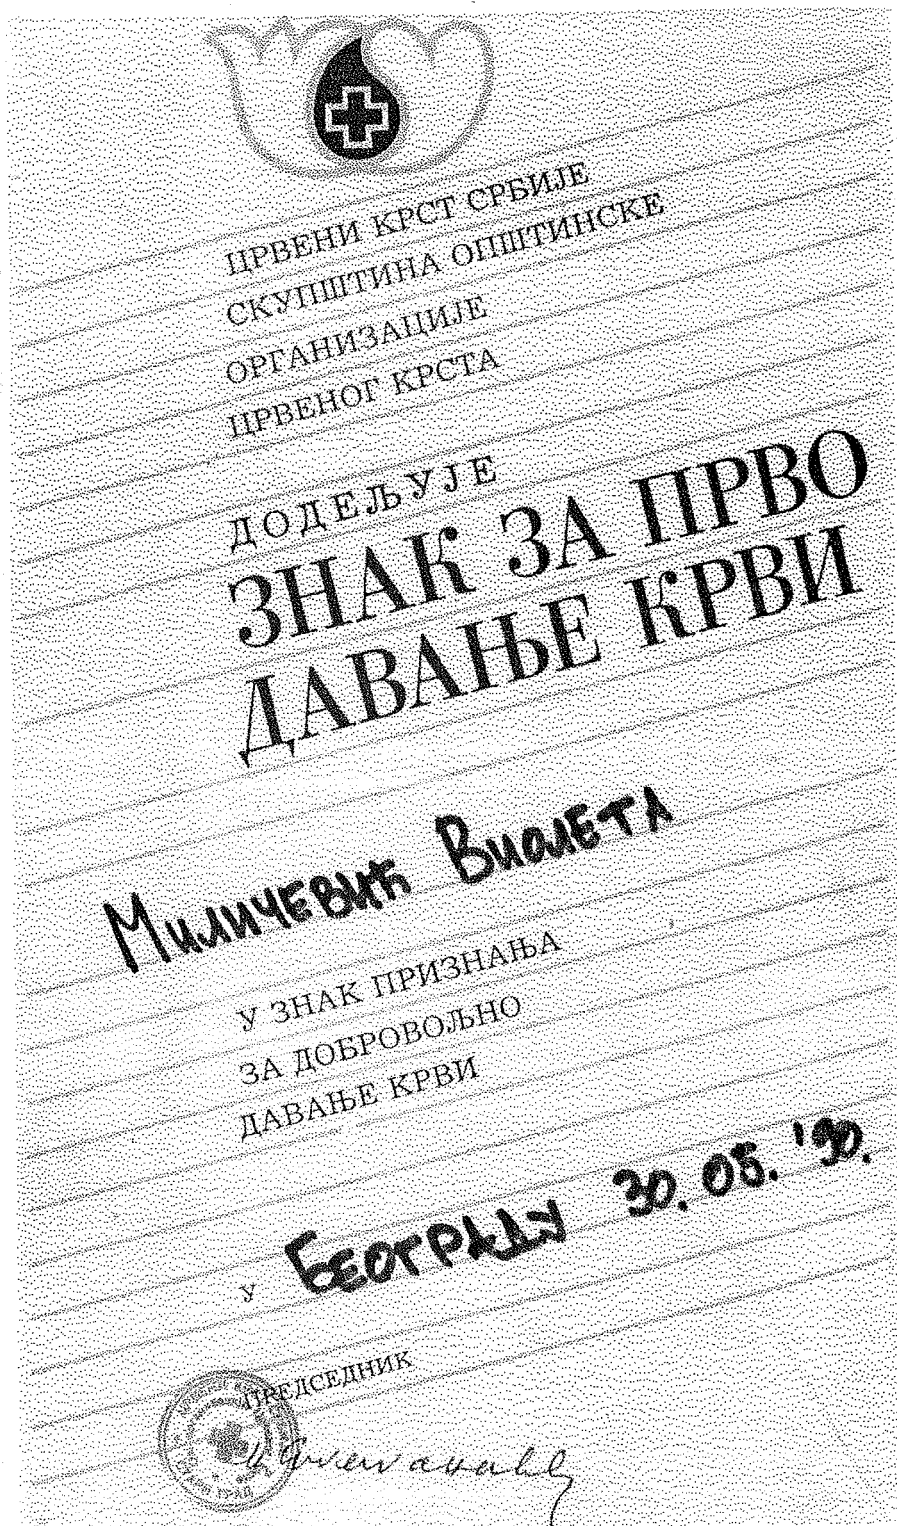 ЦРВЕНИ КРСТ СРБИЈЕ
СКУПШТИНА ОПШТИНСКЕ
ОРГАНИЗАЦИЈЕ
ЦРВЕНОГ КРСТА
ДОДЕЉУЈЕ
ЗНАК ЗА ПРВО
ДАВАЊЕ КРВИ
Миличевић Виолета
У ЗНАК ПРИЗНАЊА
ЗА ДОБРОВОЉНО
ДАВАЊЕ КРВИ
У БЕОГРАДУ 30. 05. '90.
ПРЕДСЕДНИК